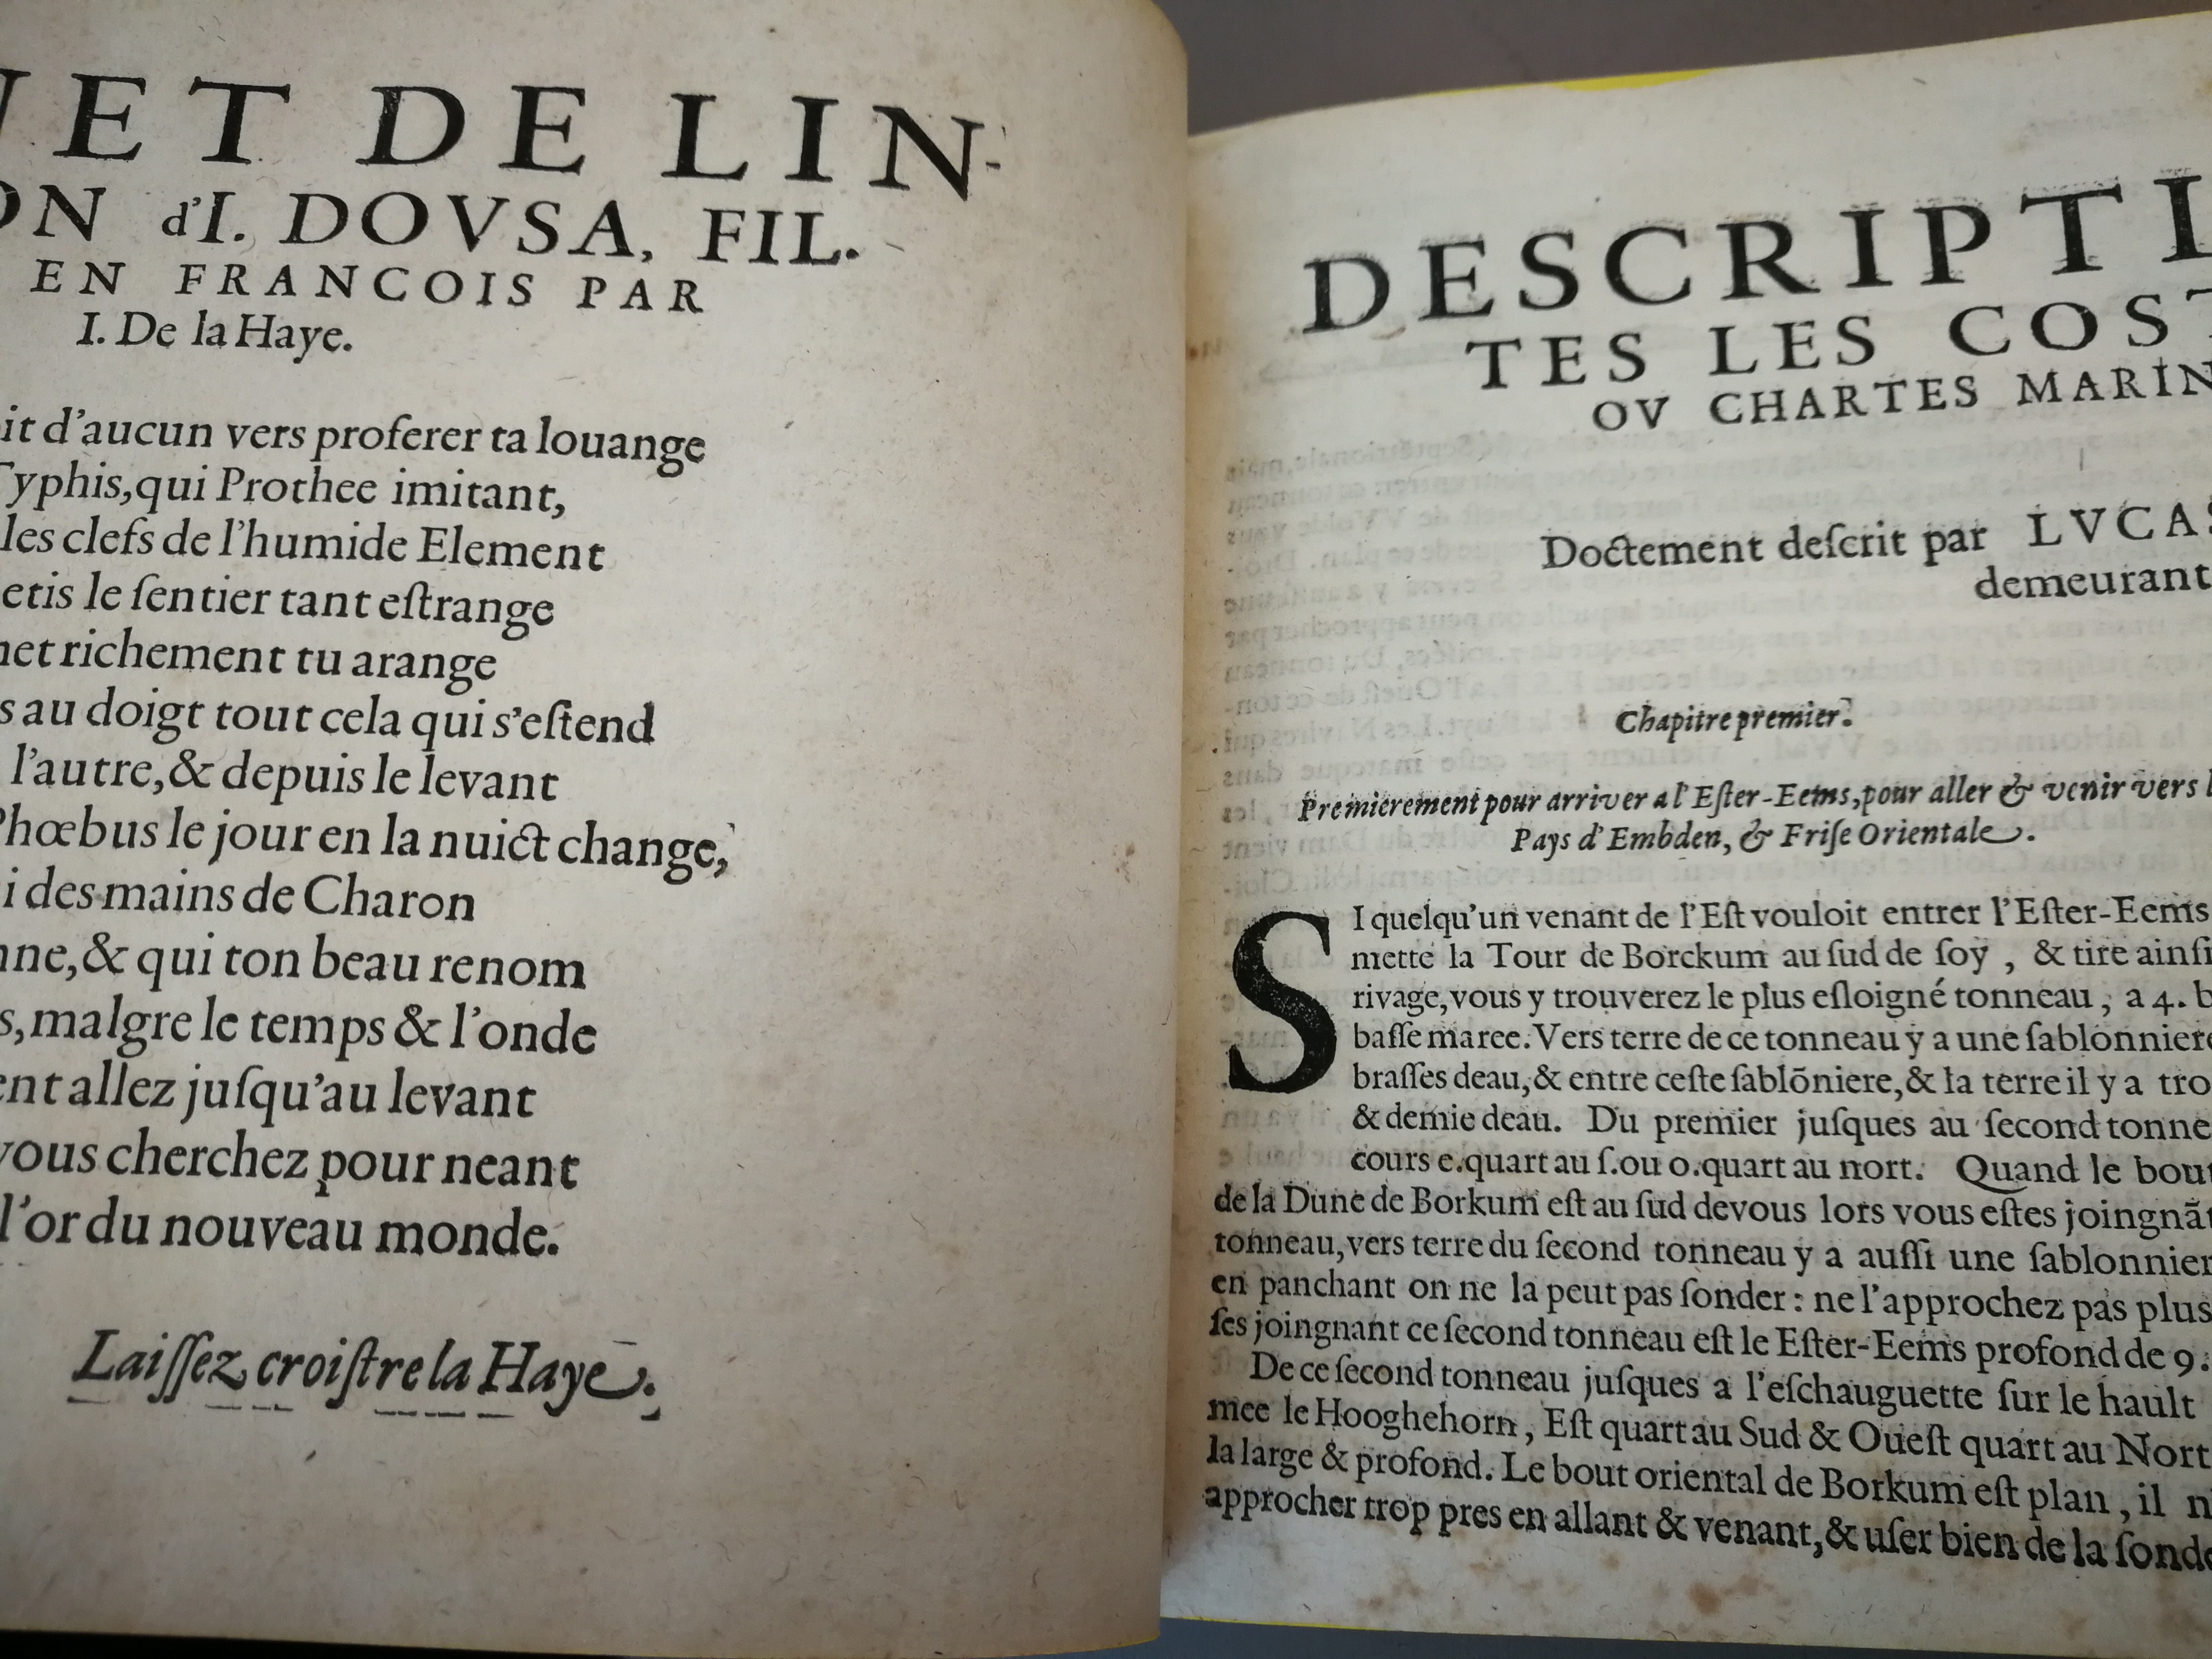 ET DE LIN-
ON d'I. DOVSA, FIL.
EN FRANCOIS PAR
I. De la Haye.
d'aucun vers proferer ta louange
Typhis, qui Prothee imitant,
les clefs de l'humide Element
le ſentier tant eſtrange
richement tu arange
au doigt tout cela qui s'eſtend
l'autre, & depuis le levant
Phœbus le jour en la nuict change,
des mains de Charon
& qui ton beau renom
malgre le temps & l'onde
allez juſqu'au levant
vous cherchez pour neant
l'or du nouveau monde.
Laiſſez croiſtre la Haye.
DESCRIPTI
TES LES COST
OV CHARTES MARIN
Doctement deſcrit par LVCAS
demeurant
Chapitre premier.
Premierement pour arriver a l'Eſter-Eems, pour aller & venir vers l
Pays d'Embden, & Friſe Orientale.
SI quelqu'un venant de l'Eſt vouloit entrer l'Eſter-Eems
mette la Tour de Borckum au ſud de ſoy , & tire ainſi
rivage, vous y trouverez le plus eſloigné tonneau , a 4. b
baſſe maree. Vers terre de ce tonneau y a une ſablonniere
braſſes deau, & entre ceſte ſablõniere, & la terre il y a tro
& demie deau. Du premier juſques au ſecond tonne
cours e.quart au ſ.ou o.quart au nort. Quand le bout
de la Dune de Borkum eſt au ſud devous lors vous eſtes joingnãt
tonneau, vers terre du ſecond tonneau y a auſſi une ſablonnier
en panchant on ne la peut pas ſonder : ne l'approchez pas plus
ſes joingnant ce ſecond tonneau eſt le Eſter-Eems profond de 9.
De ce ſecond tonneau juſques a l'eſchauguette ſur le hault
mee le Hooghehorn, Eſt quart au Sud & Oueſt quart au Nort
la large & profond. Le bout oriental de Borkum eſt plan , il n
approcher trop pres en allant & venant, & uſer bien de la ſonde